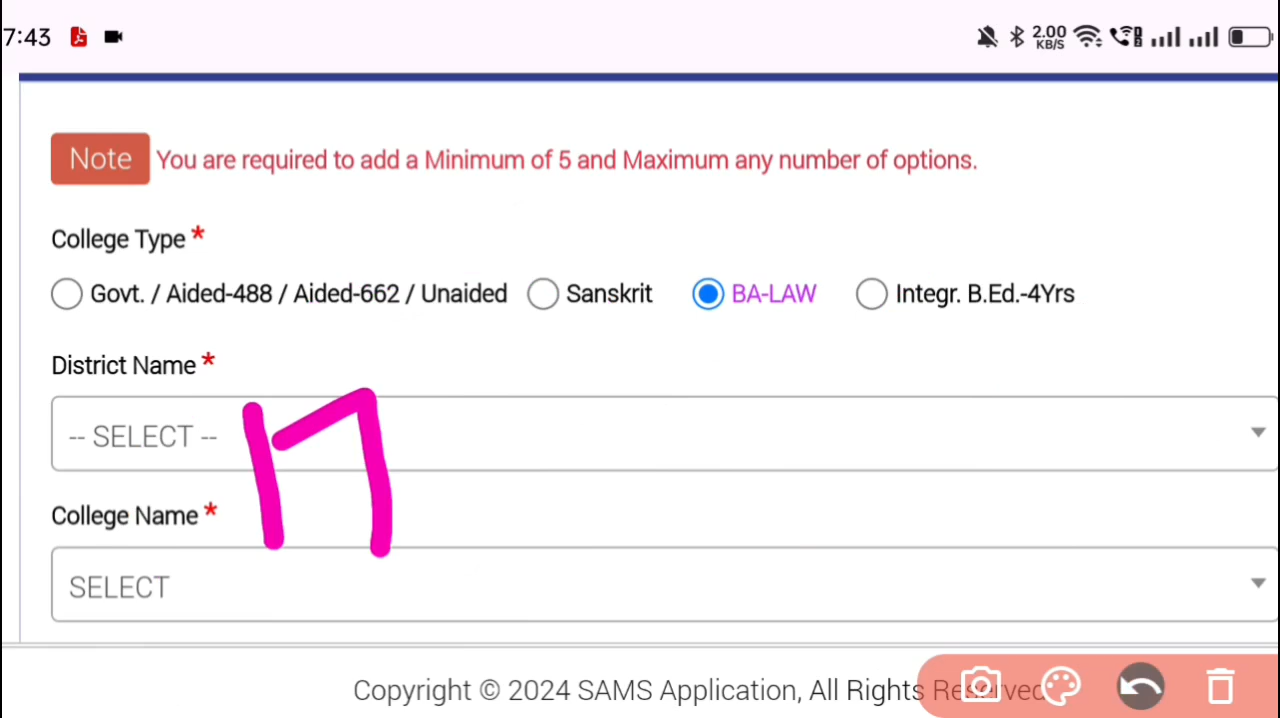 7:43 2.00 KB/S
Note You are required to add a Minimum of 5 and Maximum any number of options.
College Type *
Govt. / Aided-488 / Aided-662 / Unaided Sanskrit BA-LAW Integr. B.Ed.-4Yrs
District Name *
-- SELECT --
17
College Name *
SELECT
Copyright © 2024 SAMS Application, All Rights Reserved